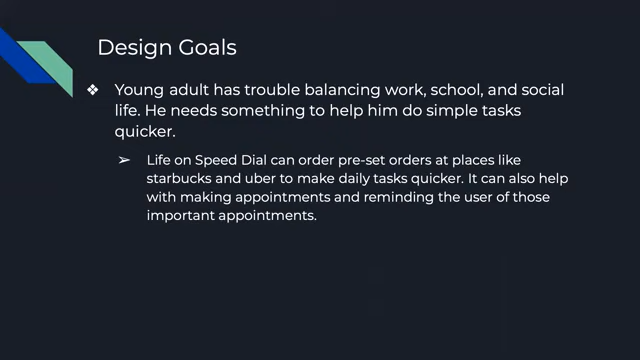 Design Goals
❖ Young adult has trouble balancing work, school, and social
life. He needs something to help him do simple tasks
quicker.
➢ Life on Speed Dial can order pre-set orders at places like
starbucks and uber to make daily tasks quicker. It can also help
with making appointments and reminding the user of those
important appointments.